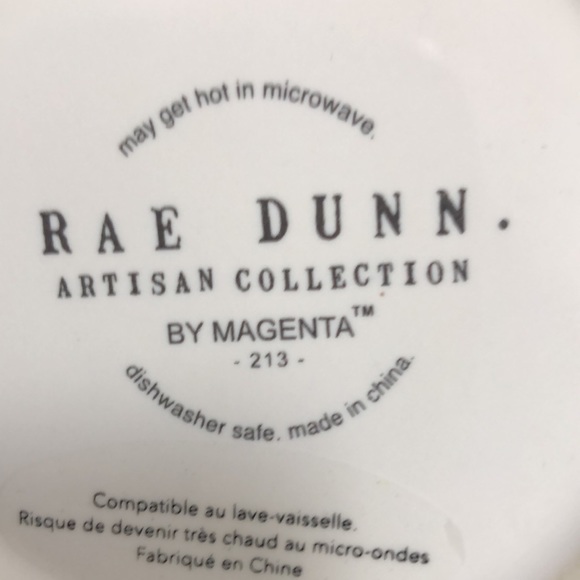 may get hot in microwave.
RAE DUNN.
ARTISAN COLLECTION
BY MAGENTA™
- 213 -
dishwasher safe. made in china.
Compatible au lave-vaisselle.
Risque de devenir très chaud au micro-ondes
Fabriqué en Chine